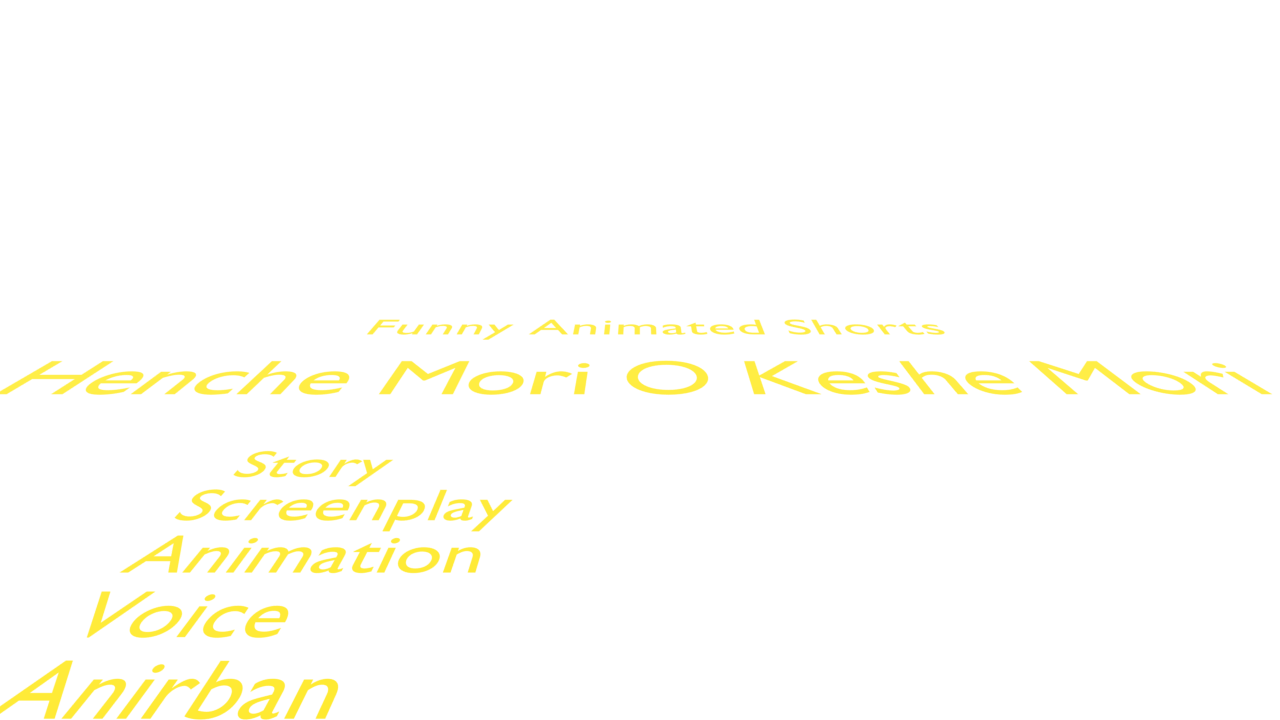 Funny Animated Shorts
Henche Mori O Keshe Mori
Story
Screenplay
Animation
Voice
Anirban